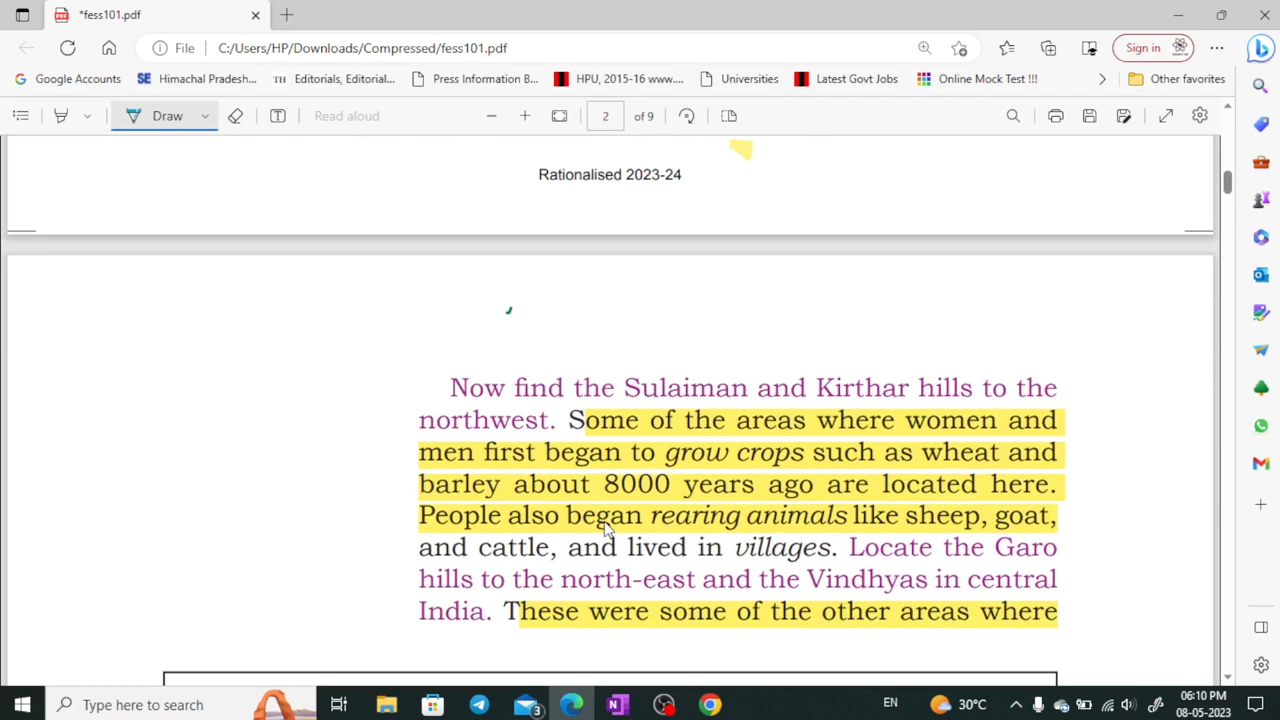 *fess101.pdf
File C:/Users/HP/Downloads/Compressed/fess101.pdf Sign in
Google Accounts SE Himachal Pradesh... TH Editorials, Editorial... Press Information B... HPU, 2015-16 www.... Universities Latest Govt Jobs Online Mock Test !!! Other favorites
Draw Read aloud 2 of 9
Rationalised 2023-24
Now find the Sulaiman and Kirthar hills to the
northwest. Some of the areas where women and
men first began to grow crops such as wheat and
barley about 8000 years ago are located here.
People also began rearing animals like sheep, goat,
and cattle, and lived in villages. Locate the Garo
hills to the north-east and the Vindhyas in central
India. These were some of the other areas where
Type here to search 3 EN 30°C 06:10 PM
08-05-2023